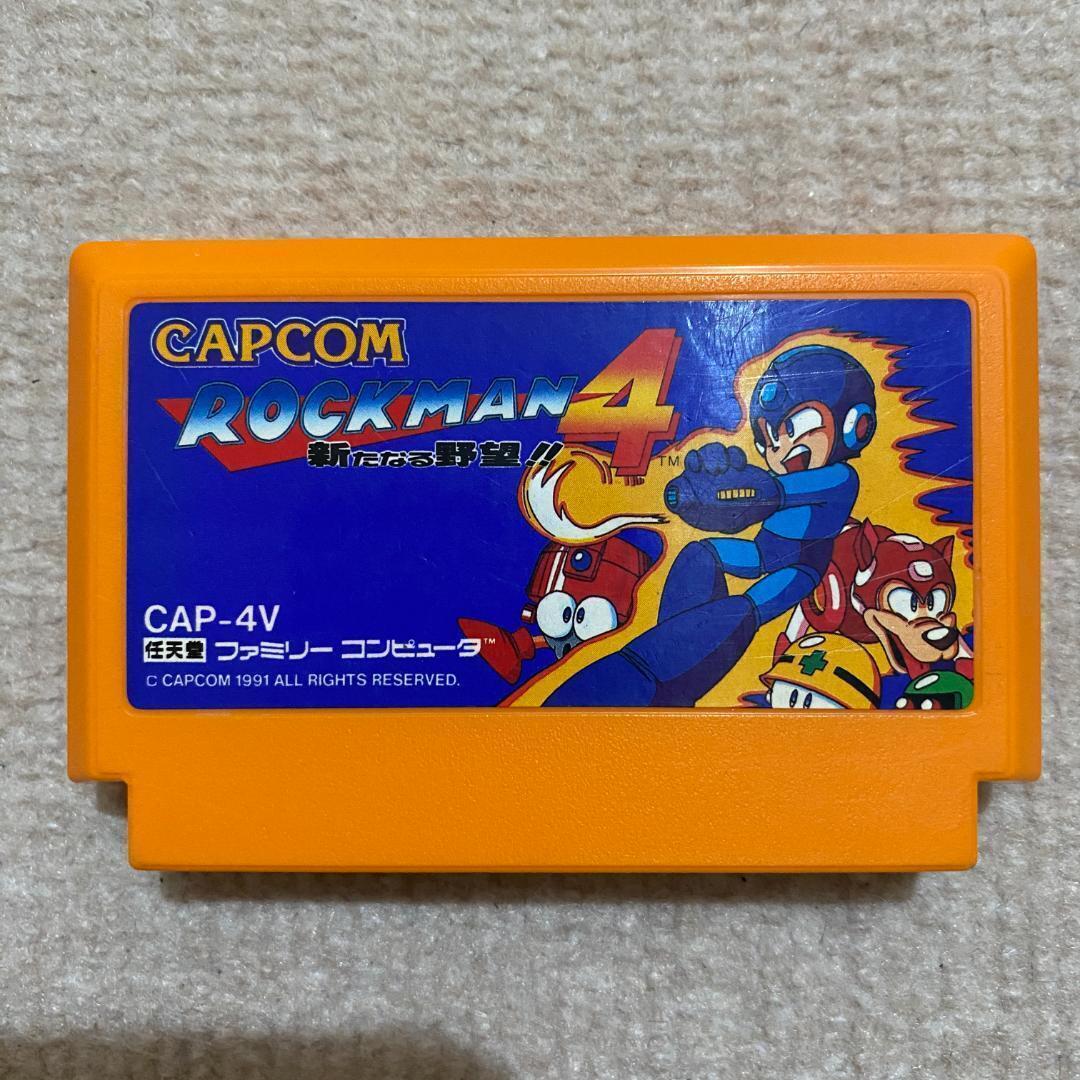 CAPCOM
ROCKMAN 4
新たなる野望!! TM
CAP-4V
任天堂 ファミリー コンピュータ™
C CAPCOM 1991 ALL RIGHTS RESERVED.